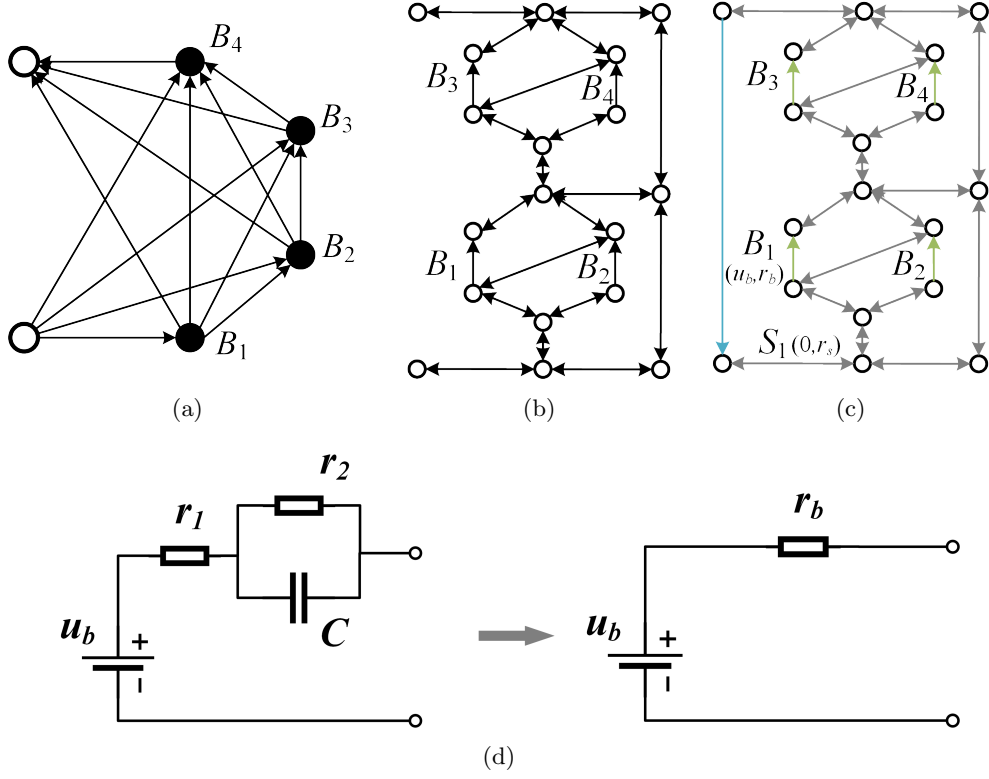 B4
B3
B2
B1
(a)
B3
B4
B1
B2
(b)
B3
B4
B1
(ub,rb)
B2
S1(0,rs)
(c)
r2
r1
C
ub
+
−
rb
ub
+
−
(d)